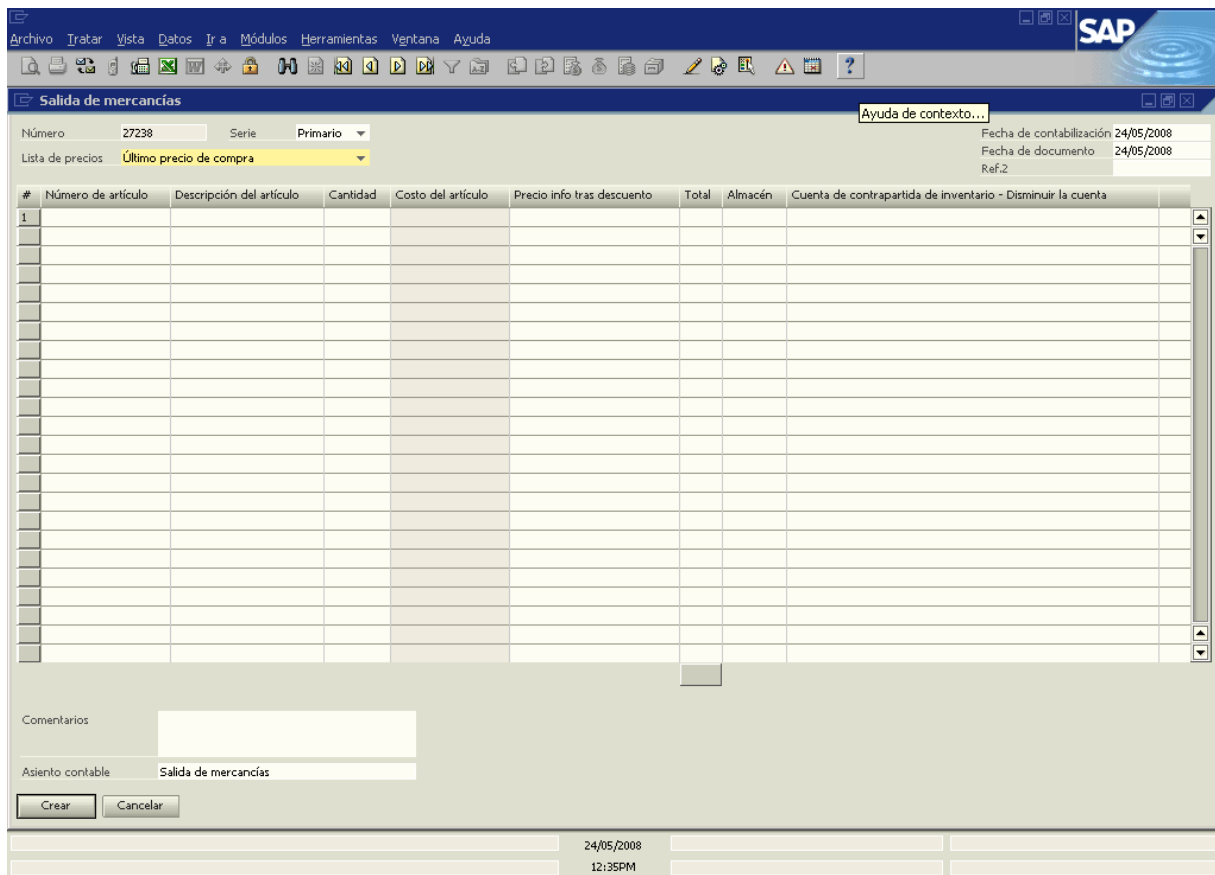 SAP
Archivo Tratar Vista Datos Ir a Módulos Herramientas Ventana Ayuda
?
Salida de mercancías
Ayuda de contexto...
Número 27238 Serie Primario Fecha de contabilización 24/05/2008
Lista de precios Último precio de compra Fecha de documento 24/05/2008
Ref.2
# Número de artículo Descripción del artículo Cantidad Costo del artículo Precio info tras descuento Total Almacén Cuenta de contrapartida de inventario - Disminuir la cuenta
1
Comentarios
Asiento contable Salida de mercancías
Crear Cancelar
24/05/2008
12:35PM